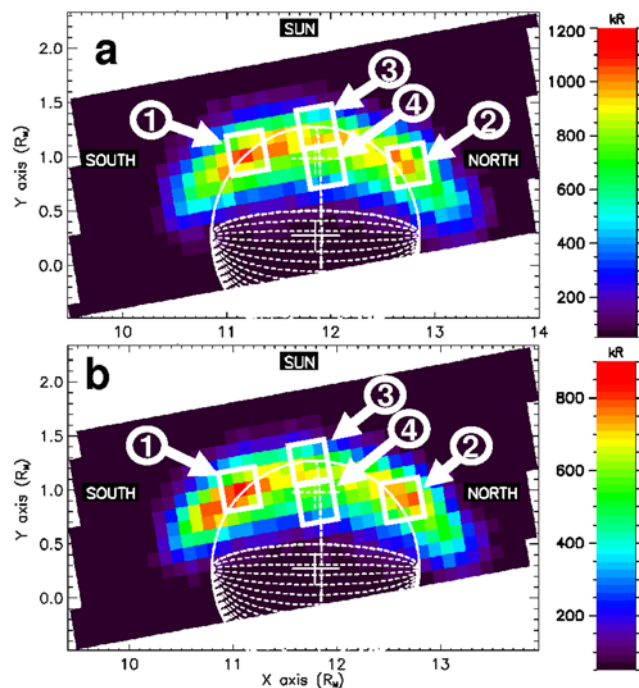 kR
SUN
a
③
④
①
②
SOUTH
NORTH
Y axis (R_M)
2.0
1.5
1.0
0.5
0.0
10
11
12
13
14
1200
1000
800
600
400
200
kR
SUN
b
③
④
①
②
SOUTH
NORTH
Y axis (R_M)
2.0
1.5
1.0
0.5
0.0
10
11
12
13
X axis (R_M)
800
600
400
200